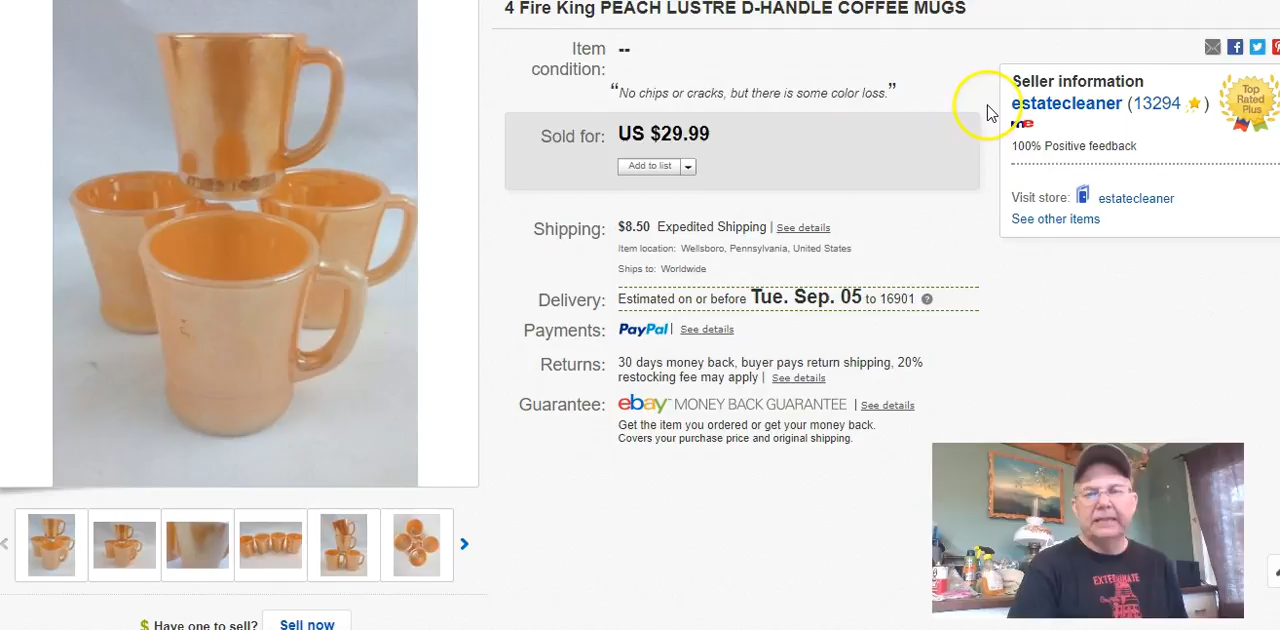 4 Fire King PEACH LUSTRE D-HANDLE COFFEE MUGS
Item condition: --
“No chips or cracks, but there is some color loss.”
Sold for: US $29.99
Add to list
Shipping: $8.50 Expedited Shipping | See details
Item location: Wellsboro, Pennsylvania, United States
Ships to: Worldwide
Delivery: Estimated on or before Tue. Sep. 05 to 16901 ?
Payments: PayPal | See details
Returns: 30 days money back, buyer pays return shipping, 20%
restocking fee may apply | See details
Guarantee: ebay MONEY BACK GUARANTEE | See details
Get the item you ordered or get your money back.
Covers your purchase price and original shipping.
Seller information
estatecleaner (13294 )
me
100% Positive feedback
Top
Rated
Plus
Visit store: estatecleaner
See other items
$ Have one to sell? Sell now
EXTERMINATE